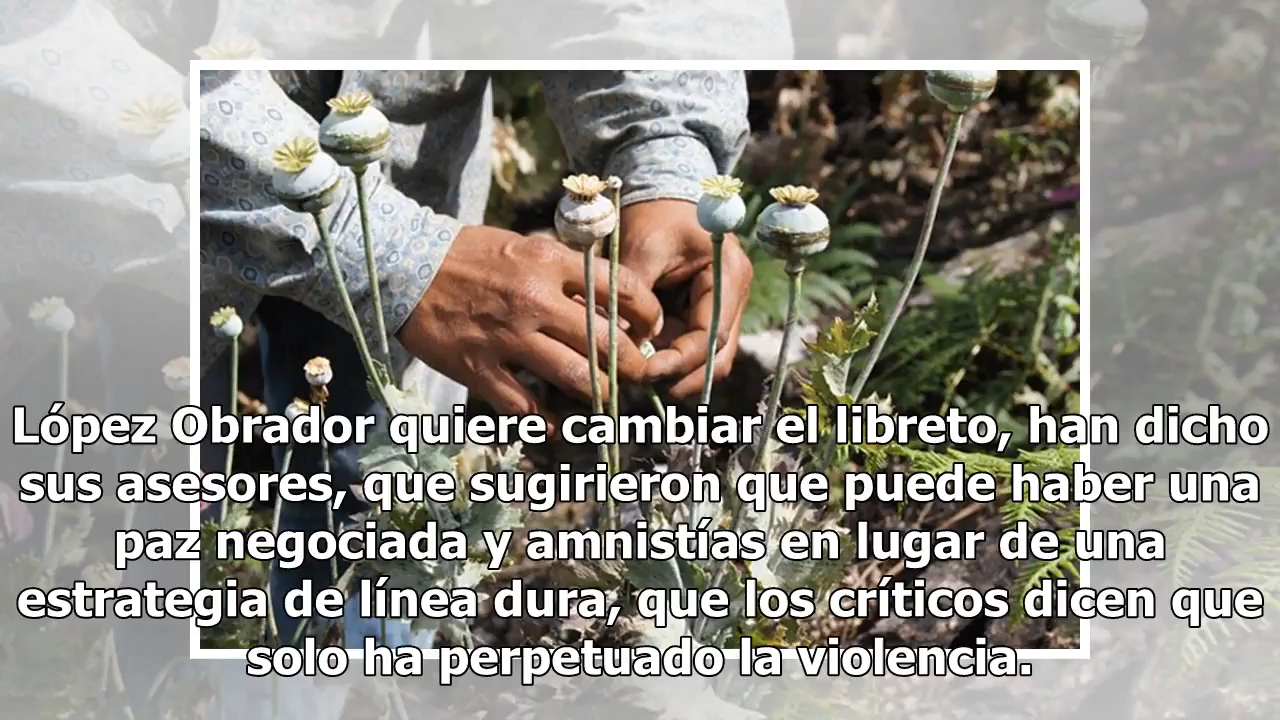 López Obrador quiere cambiar el libreto, han dicho
sus asesores, que sugirieron que puede haber una
paz negociada y amnistías en lugar de una
estrategia de línea dura, que los críticos dicen que
solo ha perpetuado la violencia.